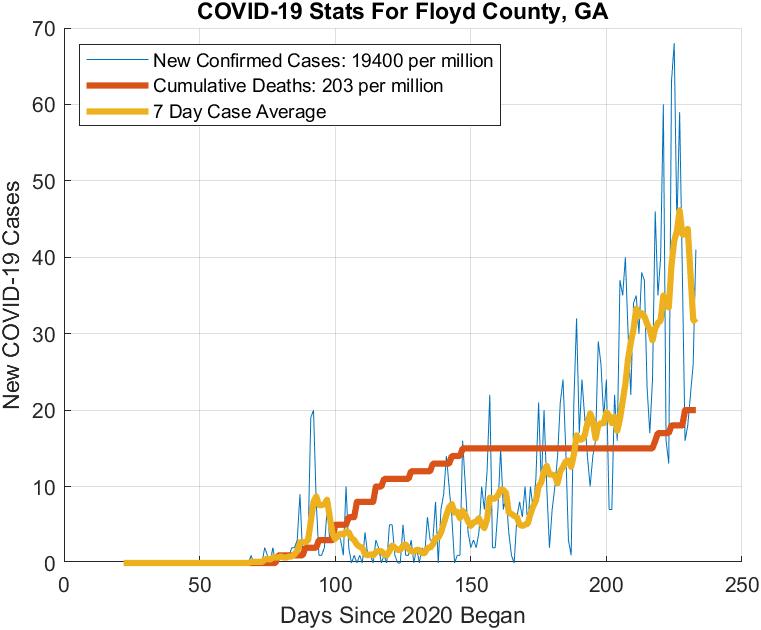 COVID-19 Stats For Floyd County, GA
New Confirmed Cases: 19400 per million
Cumulative Deaths: 203 per million
7 Day Case Average
New COVID-19 Cases
70
60
50
40
30
20
10
0
0 50 100 150 200 250
Days Since 2020 Began